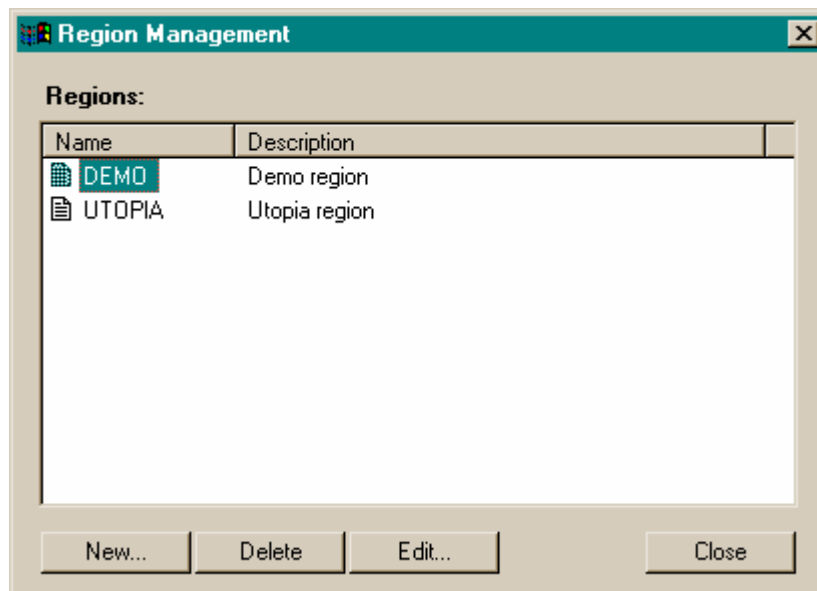 Region Management
Regions:
Name Description
DEMO Demo region
UTOPIA Utopia region
New... Delete Edit... Close